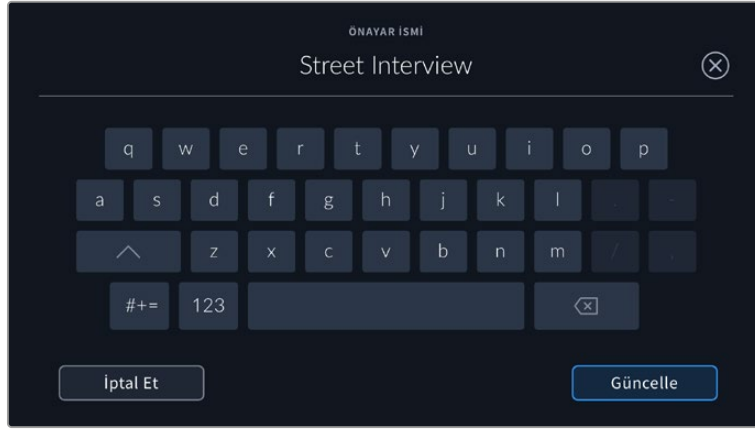 ÖNAYAR İSMİ
Street Interview
q w e r t y u i o p
a s d f g h j k l . -
z x c v b n m / ,
#+= 123
İptal Et Güncelle